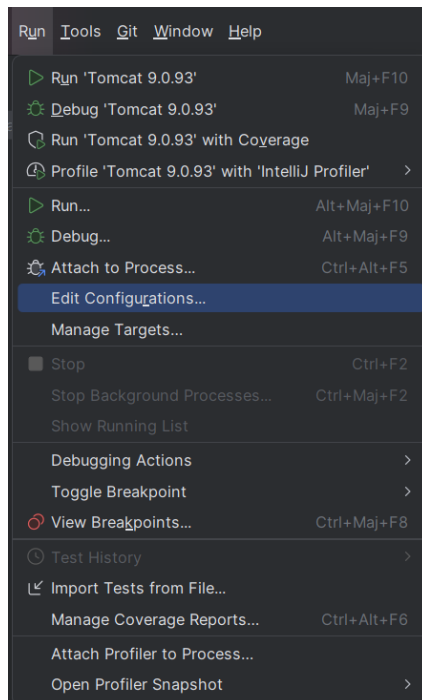 Run Tools Git Window Help
Run 'Tomcat 9.0.93' Maj+F10
Debug 'Tomcat 9.0.93' Maj+F9
Run 'Tomcat 9.0.93' with Coverage
Profile 'Tomcat 9.0.93' with 'IntelliJ Profiler'
Run... Alt+Maj+F10
Debug... Alt+Maj+F9
Attach to Process... Ctrl+Alt+F5
Edit Configurations...
Manage Targets...
Stop Ctrl+F2
Stop Background Processes... Ctrl+Maj+F2
Show Running List
Debugging Actions
Toggle Breakpoint
View Breakpoints... Ctrl+Maj+F8
Test History
Import Tests from File...
Manage Coverage Reports... Ctrl+Alt+F6
Attach Profiler to Process...
Open Profiler Snapshot